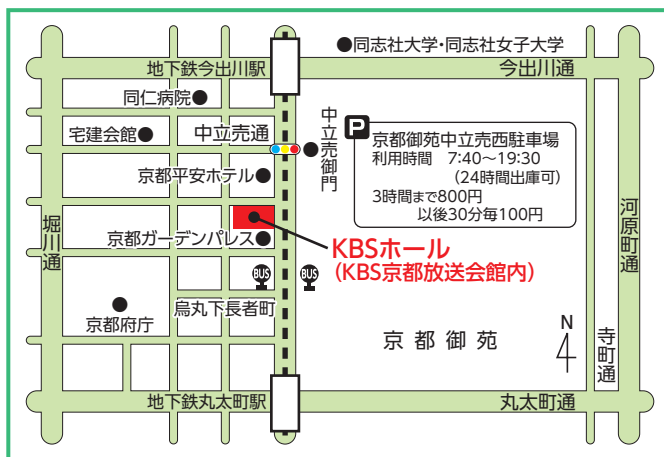 同志社大学・同志社女子大学
地下鉄今出川駅
今出川通
同仁病院
宅建会館
中立売通
中立売御門
P
京都御苑中立売西駐車場
利用時間 7:40～19:30
(24時間出庫可)
3時間まで800円
以後30分毎100円
京都平安ホテル
堀川通
河原町通
京都ガーデンパレス
KBSホール
(KBS京都放送会館内)
BUS
BUS
烏丸下長者町
京都府庁
京都御苑
N
寺町通
地下鉄丸太町駅
丸太町通